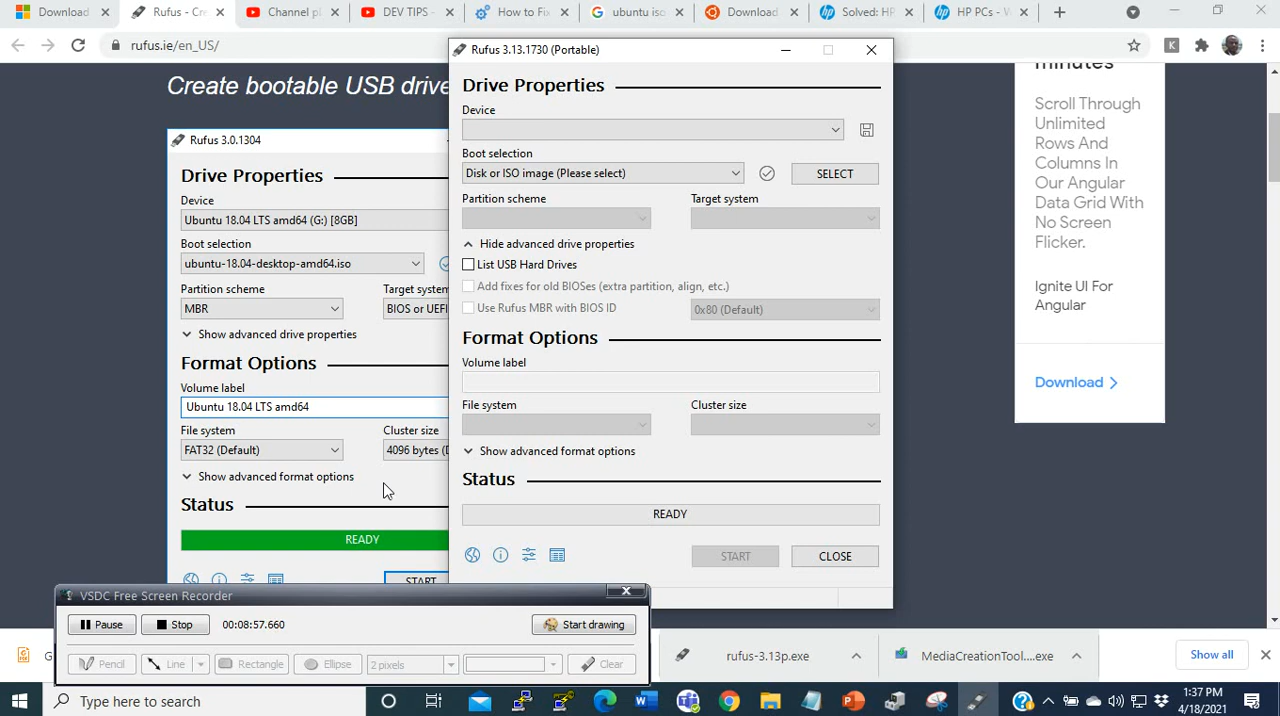 Download
Rufus - Cre
Channel pl
DEV TIPS -
How to Fix
ubuntu iso
Download
Solved: HP
HP PCs - W
rufus.ie/en_US/
K
Create bootable USB drive
Rufus 3.0.1304
Drive Properties
Device
Ubuntu 18.04 LTS amd64 (G:) [8GB]
Boot selection
ubuntu-18.04-desktop-amd64.iso
Partition scheme
Target system
MBR
BIOS or UEFI
Show advanced drive properties
Format Options
Volume label
Ubuntu 18.04 LTS amd64
File system
Cluster size
FAT32 (Default)
4096 bytes (D
Show advanced format options
Status
READY
START
Rufus 3.13.1730 (Portable)
Drive Properties
Device
Boot selection
Disk or ISO image (Please select)
SELECT
Partition scheme
Target system
Hide advanced drive properties
List USB Hard Drives
Add fixes for old BIOSes (extra partition, align, etc.)
Use Rufus MBR with BIOS ID
0x80 (Default)
Format Options
Volume label
File system
Cluster size
Show advanced format options
Status
READY
START
CLOSE
minutes
Scroll Through
Unlimited
Rows And
Columns In
Our Angular
Data Grid With
No Screen
Flicker.
Ignite UI For
Angular
Download
VSDC Free Screen Recorder
Pause
Stop
00:08:57.660
Start drawing
Pencil
Line
Rectangle
Ellipse
2 pixels
Clear
G
rufus-3.13p.exe
MediaCreationTool....exe
Show all
Type here to search
1:37 PM
4/18/2021